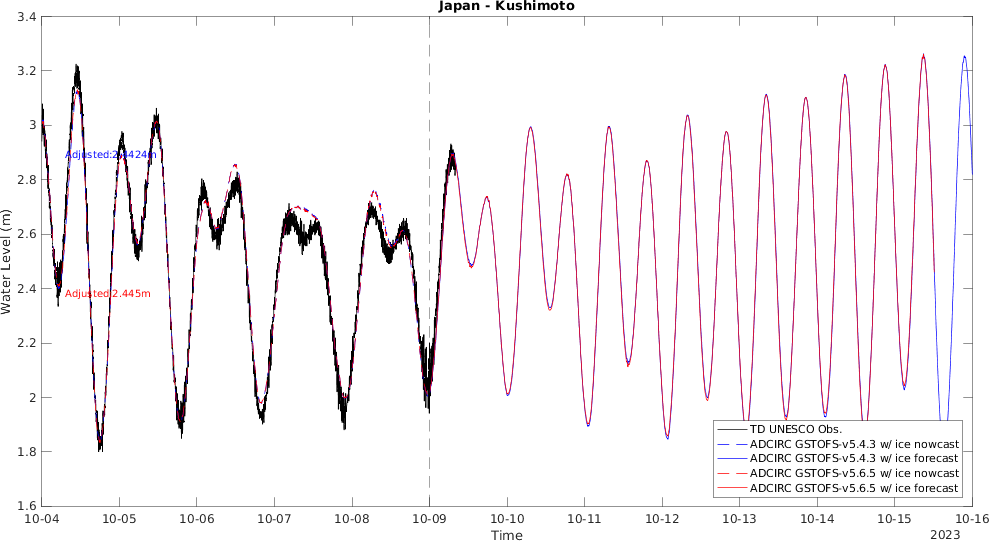 Japan - Kushimoto
3.4
3.2
3
2.8
2.6
2.4
2.2
2
1.8
1.6
Water Level (m)
Adjusted:2.4424m
Adjusted:2.445m
TD UNESCO Obs.
ADCIRC GSTOFS-v5.4.3 w/ ice nowcast
ADCIRC GSTOFS-v5.4.3 w/ ice forecast
ADCIRC GSTOFS-v5.6.5 w/ ice nowcast
ADCIRC GSTOFS-v5.6.5 w/ ice forecast
10-04 10-05 10-06 10-07 10-08 10-09 10-10 10-11 10-12 10-13 10-14 10-15 10-16
Time
2023